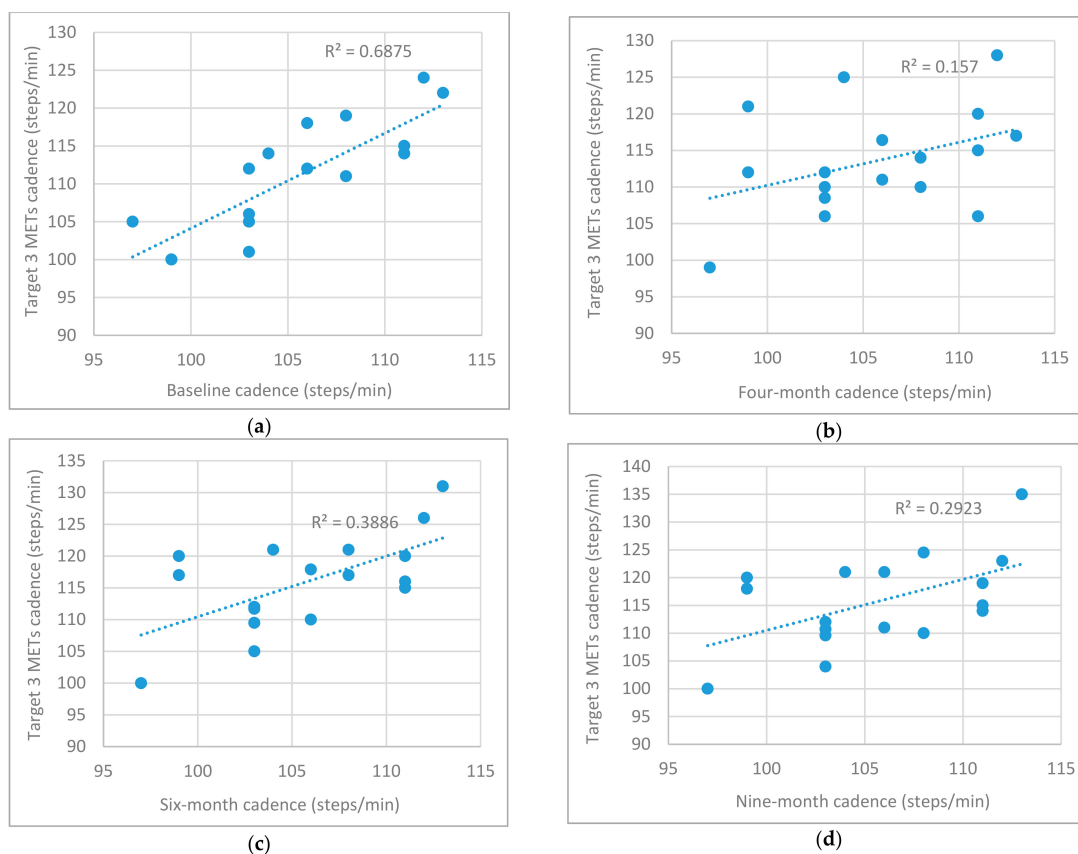 Target 3 METs cadence (steps/min)
130
125
120
115
110
105
100
95
90
R² = 0.6875
95 100 105 110 115
Baseline cadence (steps/min)
(a)
Target 3 METs cadence (steps/min)
130
125
120
115
110
105
100
95
90
R² = 0.157
95 100 105 110 115
Four-month cadence (steps/min)
(b)
Target 3 METs cadence (steps/min)
135
130
125
120
115
110
105
100
95
90
R² = 0.3886
95 100 105 110 115
Six-month cadence (steps/min)
(c)
Target 3 METs cadence (steps/min)
140
135
130
125
120
115
110
105
100
95
90
R² = 0.2923
95 100 105 110 115
Nine-month cadence (steps/min)
(d)